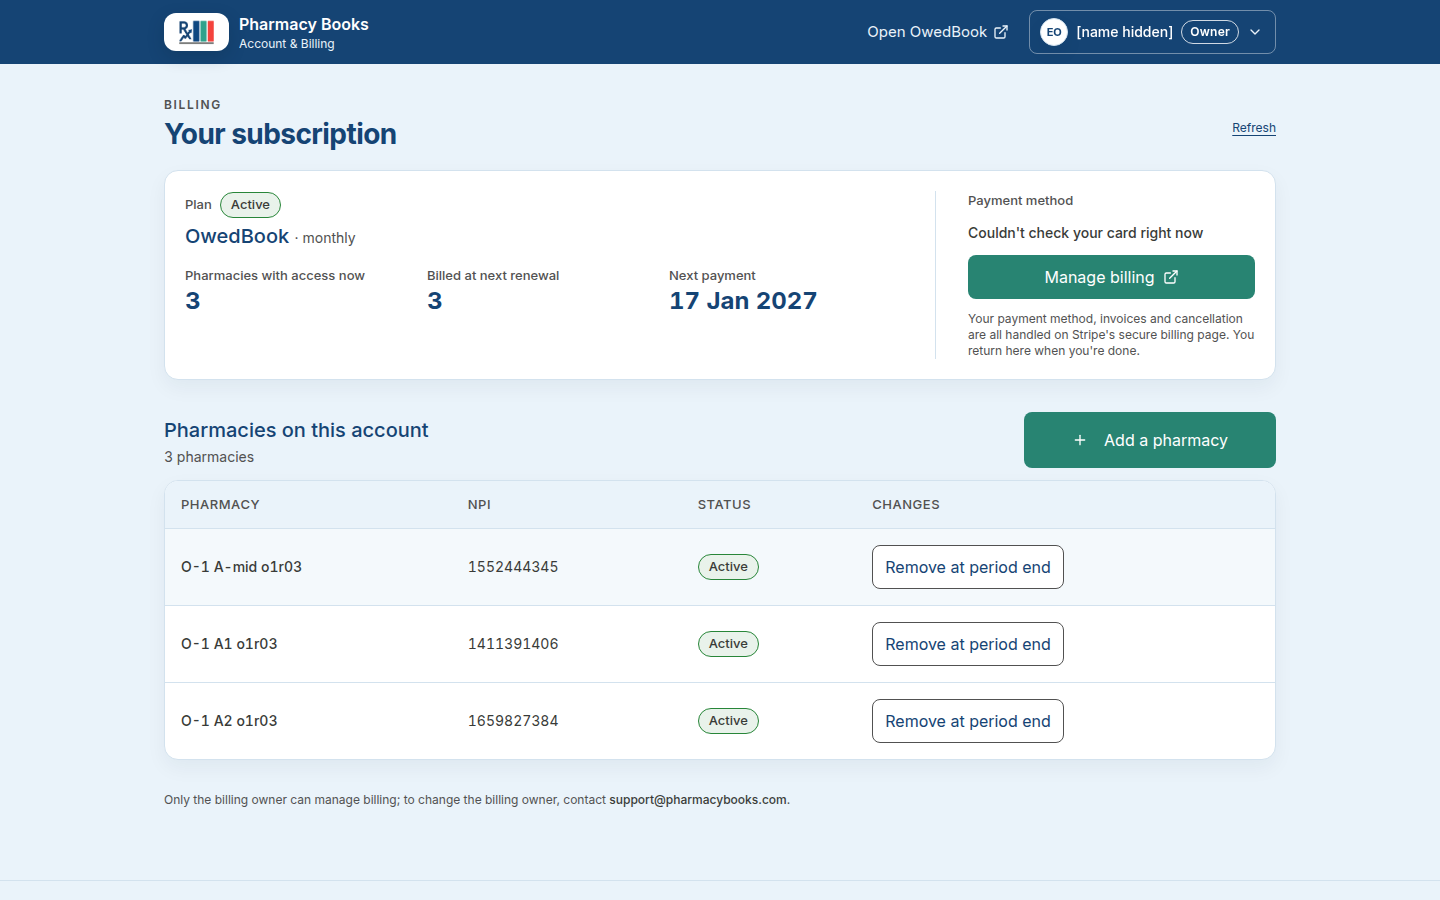 Rx
Pharmacy Books
Account & Billing
Open OwedBook
EO
[name hidden]
Owner
BILLING
Your subscription
Refresh
Plan
Active
OwedBook · monthly
Pharmacies with access now
3
Billed at next renewal
3
Next payment
17 Jan 2027
Payment method
Couldn't check your card right now
Manage billing
Your payment method, invoices and cancellation
are all handled on Stripe's secure billing page. You
return here when you're done.
Pharmacies on this account
3 pharmacies
+ Add a pharmacy
PHARMACY NPI STATUS CHANGES
O-1 A-mid o1r03 1552444345 Active Remove at period end
O-1 A1 o1r03 1411391406 Active Remove at period end
O-1 A2 o1r03 1659827384 Active Remove at period end
Only the billing owner can manage billing; to change the billing owner, contact support@pharmacybooks.com.